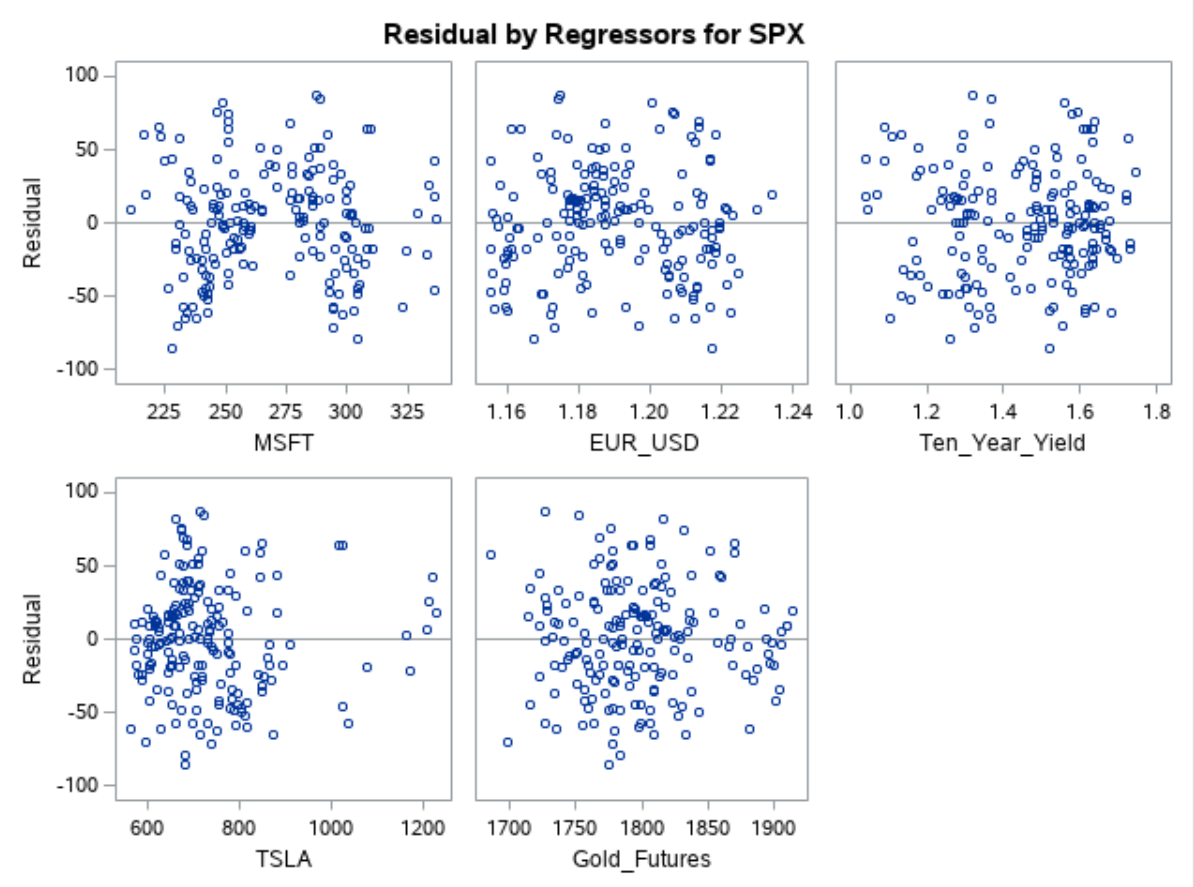 Residual by Regressors for SPX
100
50
0
-50
-100
Residual
225 250 275 300 325
MSFT
1.16 1.18 1.20 1.22 1.24
EUR_USD
1.0 1.2 1.4 1.6 1.8
Ten_Year_Yield
100
50
0
-50
-100
Residual
600 800 1000 1200
TSLA
1700 1750 1800 1850 1900
Gold_Futures